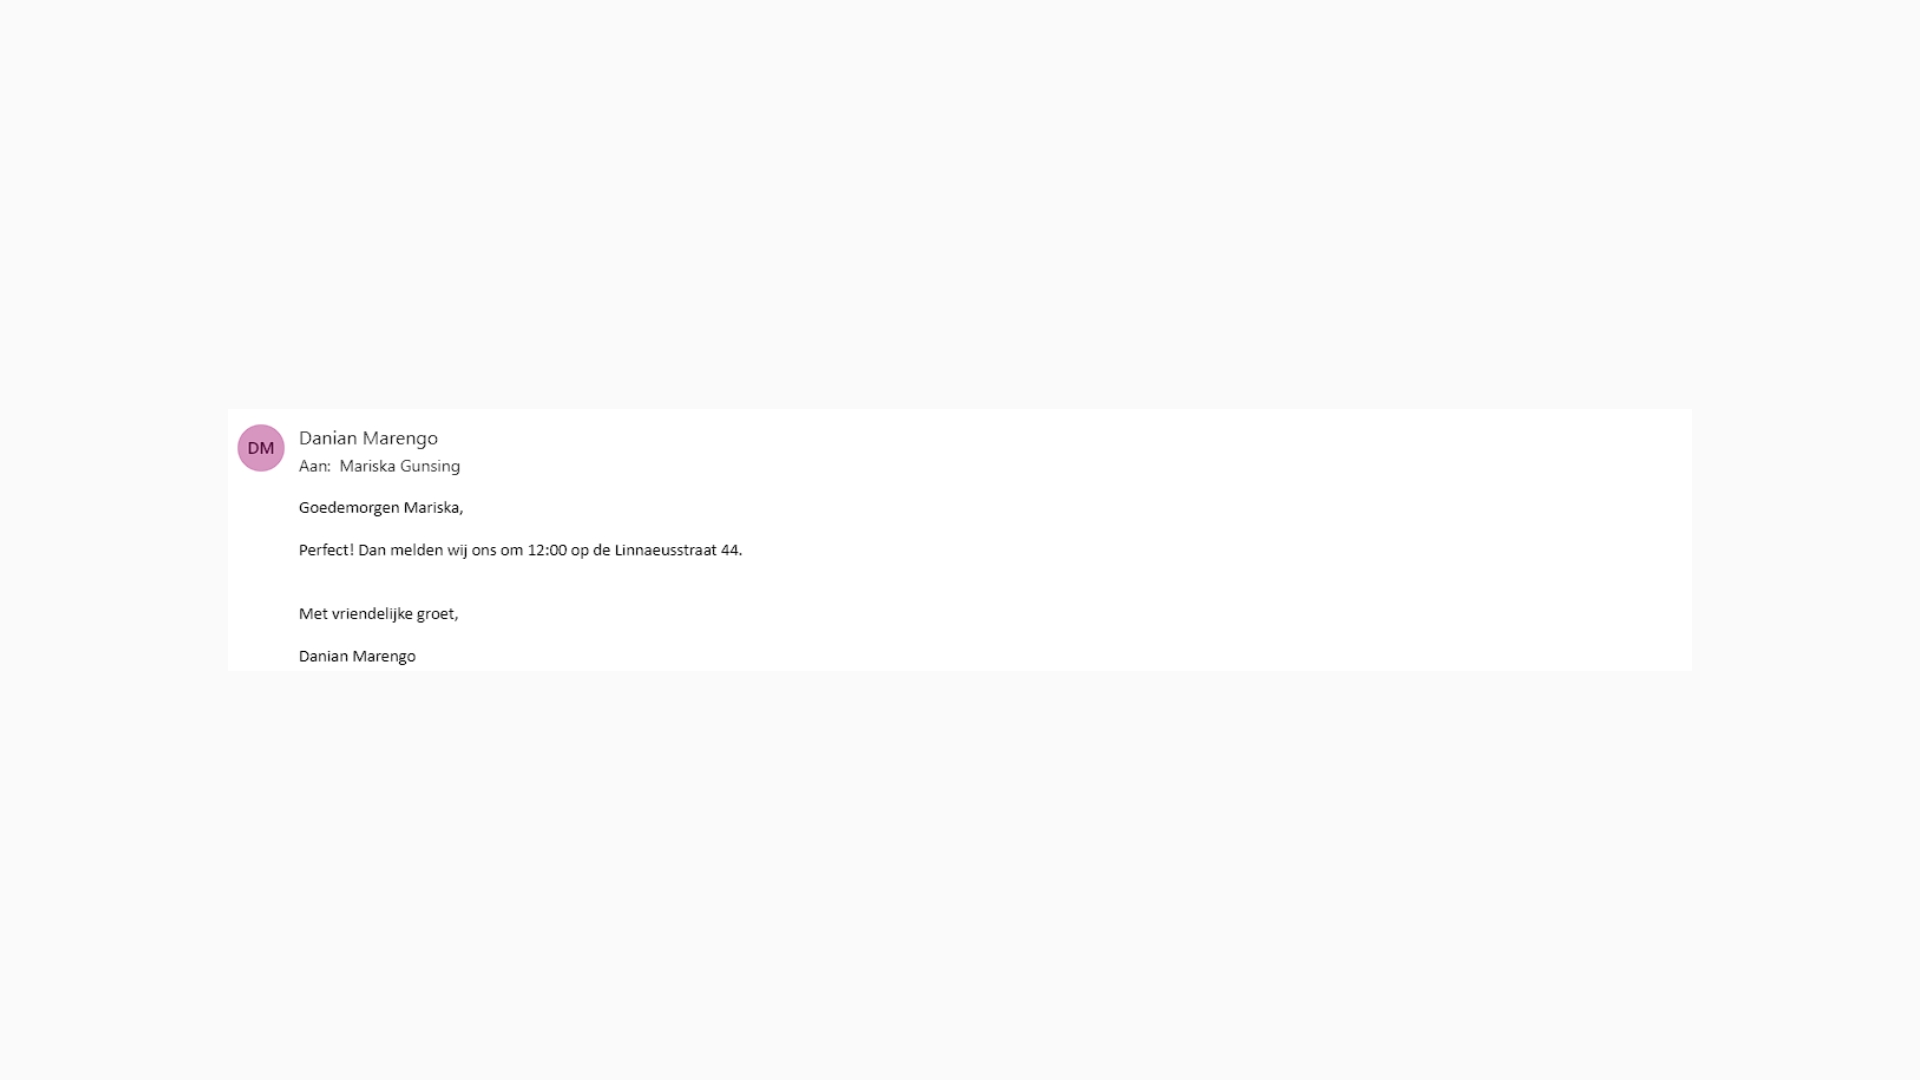 DM
Danian Marengo
Aan: Mariska Gunsing
Goedemorgen Mariska,
Perfect! Dan melden wij ons om 12:00 op de Linnaeusstraat 44.
Met vriendelijke groet,
Danian Marengo